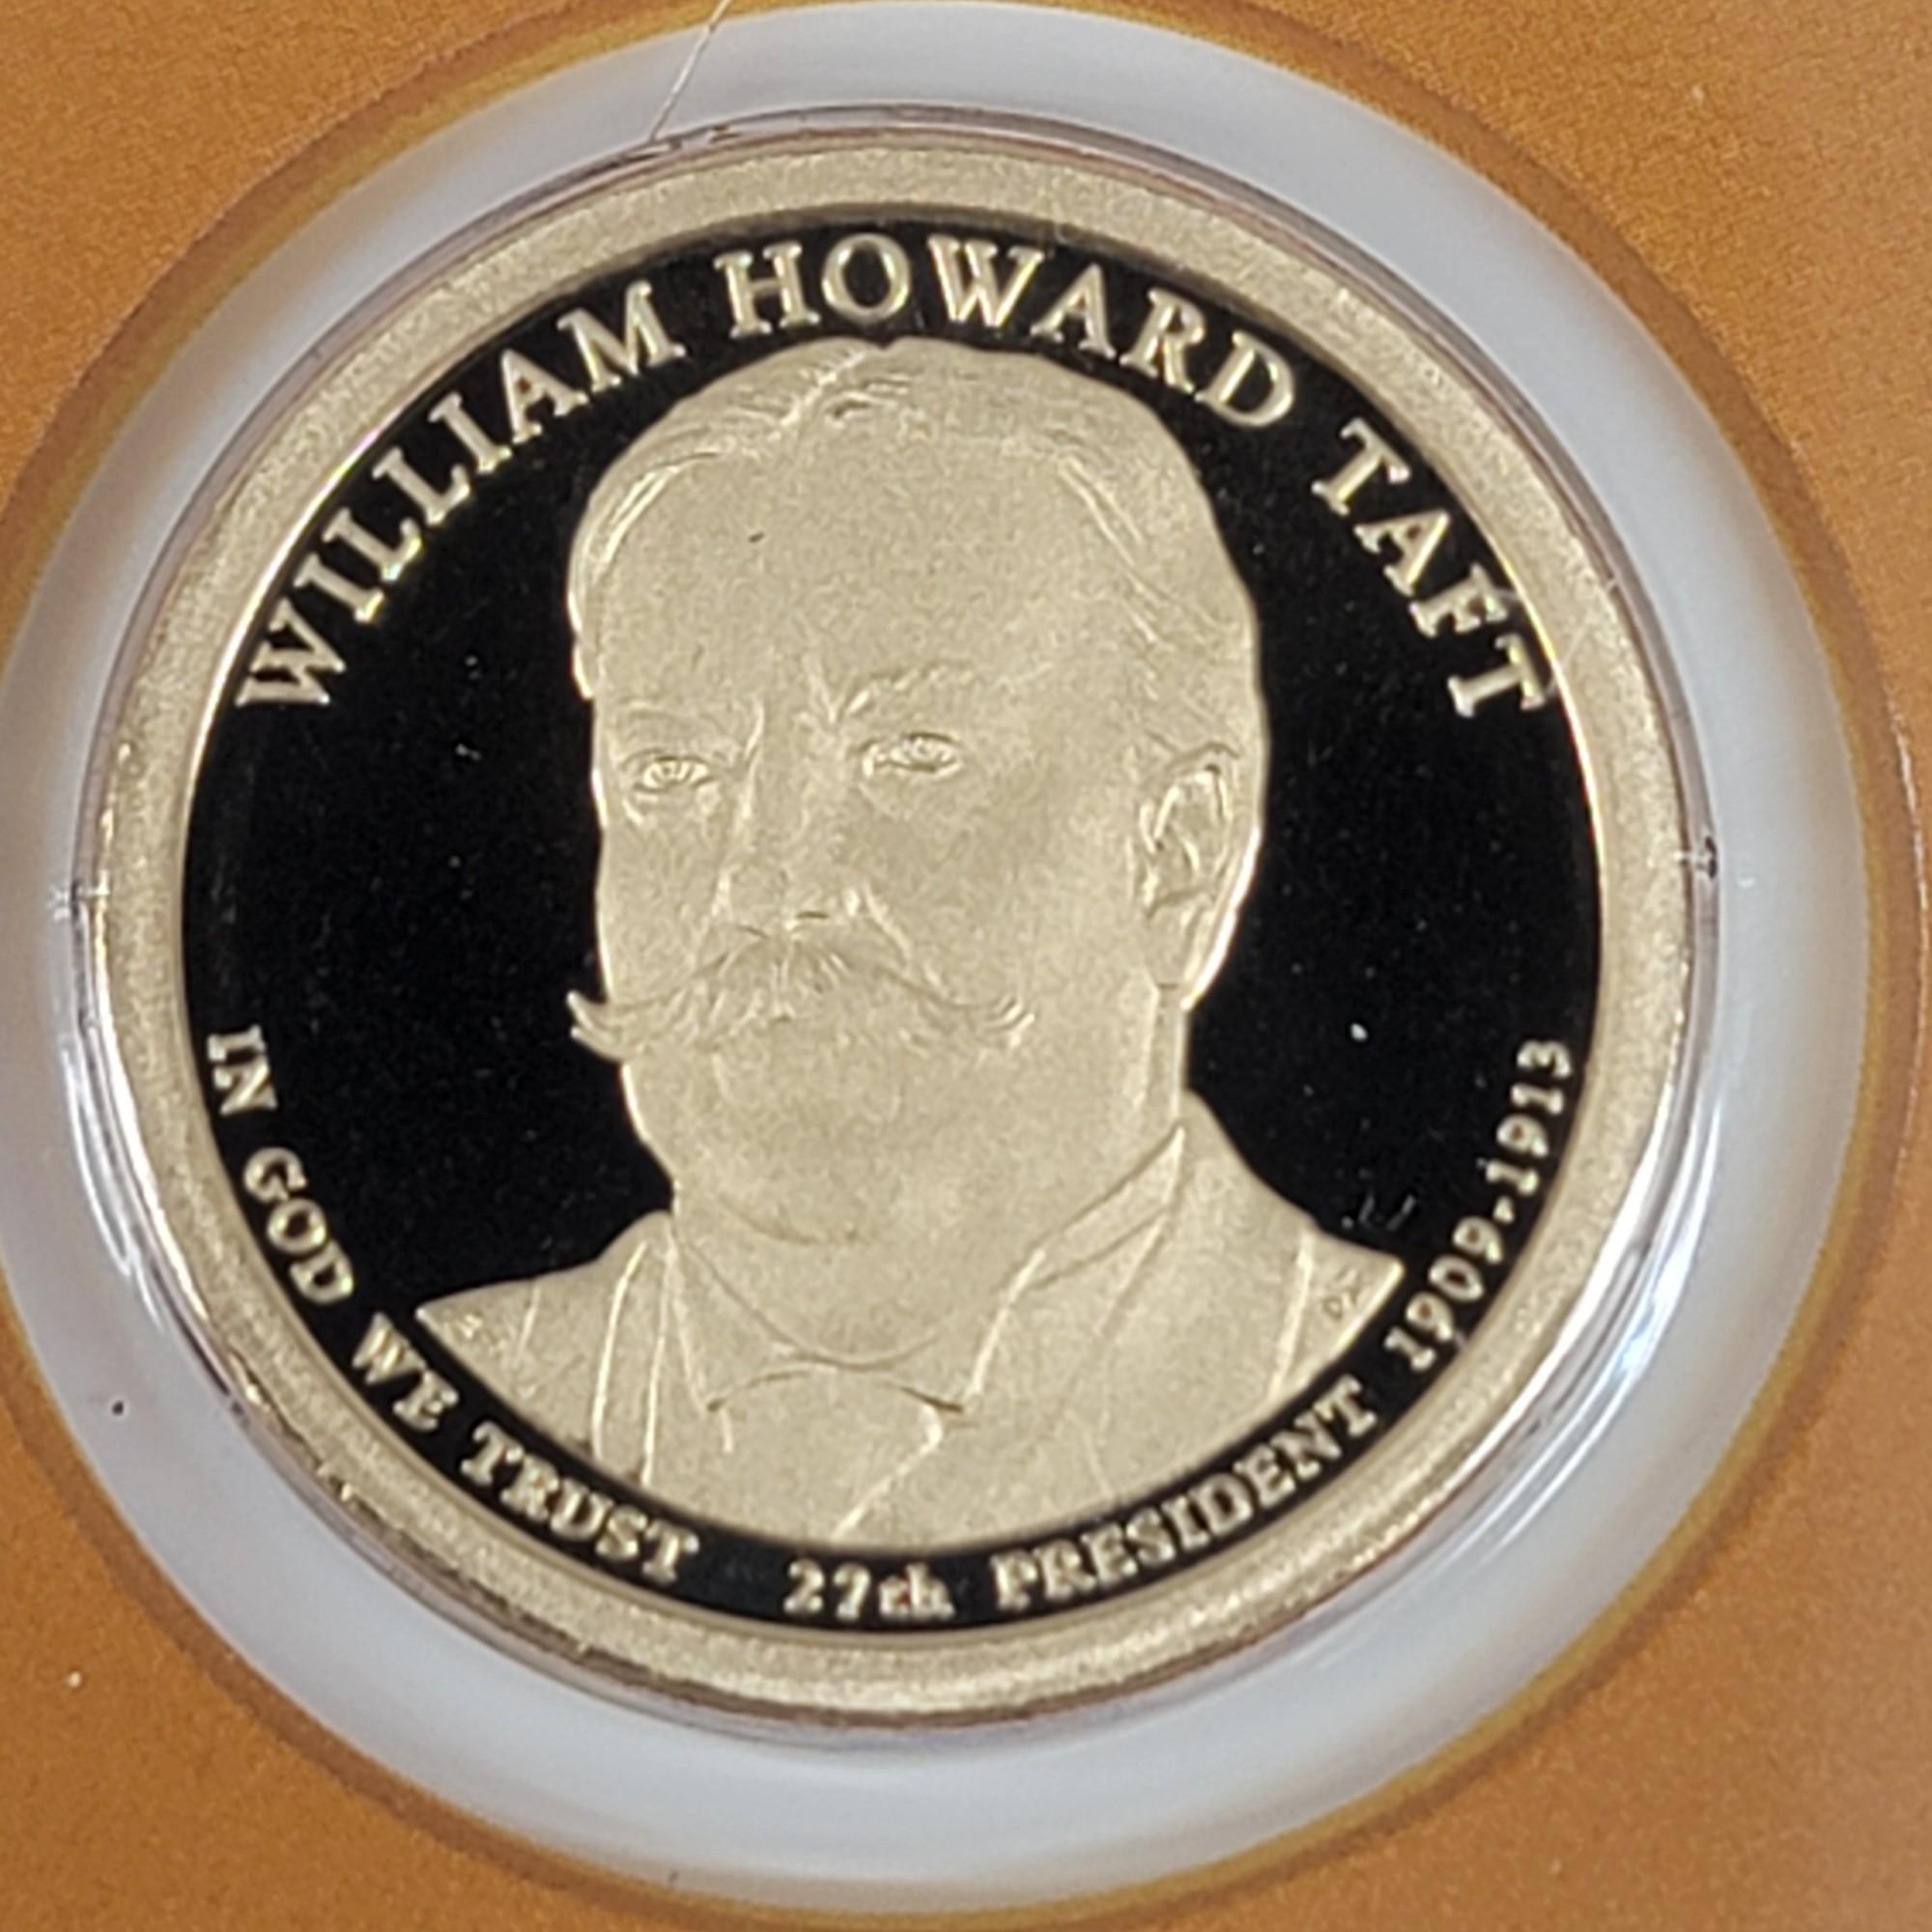 WILLIAM HOWARD TAFT
IN GOD WE TRUST
27th PRESIDENT 1909-1913